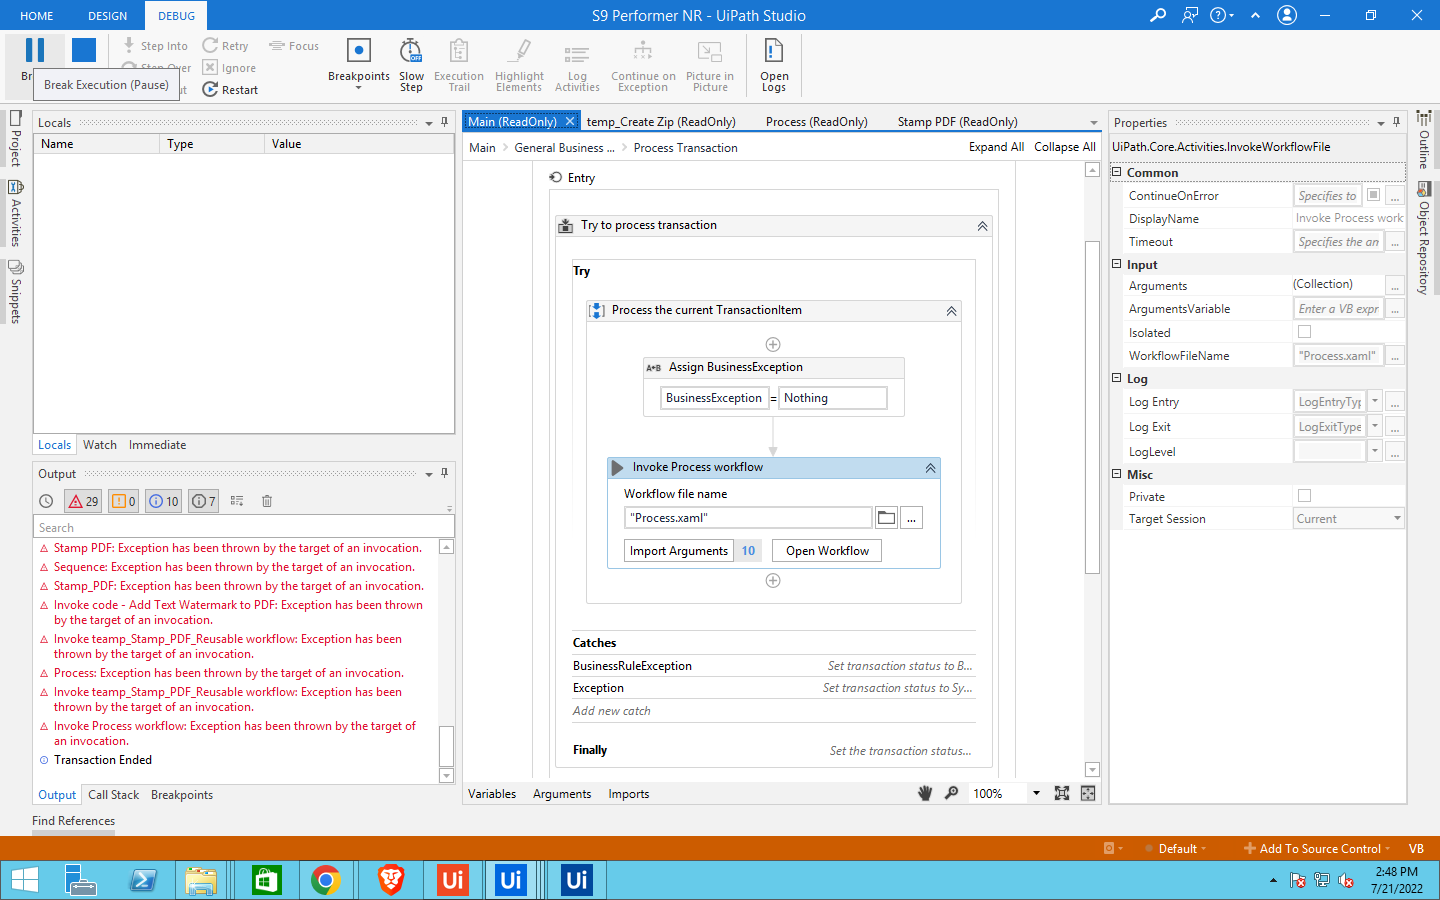 HOME
DESIGN
DEBUG
S9 Performer NR - UiPath Studio
Step Into
Retry
Focus
Step Over
Ignore
Restart
Break Execution (Pause)
Breakpoints
Slow Step
Execution Trail
Highlight Elements
Log Activities
Continue on Exception
Picture in Picture
Open Logs
Project
Activities
Snippets
Locals
Name
Type
Value
Locals
Watch
Immediate
Output
29
0
10
7
Search
Stamp PDF: Exception has been thrown by the target of an invocation.
Sequence: Exception has been thrown by the target of an invocation.
Stamp_PDF: Exception has been thrown by the target of an invocation.
Invoke code - Add Text Watermark to PDF: Exception has been thrown
by the target of an invocation.
Invoke teamp_Stamp_PDF_Reusable workflow: Exception has been
thrown by the target of an invocation.
Process: Exception has been thrown by the target of an invocation.
Invoke teamp_Stamp_PDF_Reusable workflow: Exception has been
thrown by the target of an invocation.
Invoke Process workflow: Exception has been thrown by the target of
an invocation.
Transaction Ended
Output
Call Stack
Breakpoints
Find References
Main (ReadOnly)
temp_Create Zip (ReadOnly)
Process (ReadOnly)
Stamp PDF (ReadOnly)
Main
General Business ...
Process Transaction
Expand All
Collapse All
Entry
Try to process transaction
Try
Process the current TransactionItem
A+B Assign BusinessException
BusinessException = Nothing
Invoke Process workflow
Workflow file name
"Process.xaml"
...
Import Arguments 10
Open Workflow
Catches
BusinessRuleException
Set transaction status to B...
Exception
Set transaction status to Sy...
Add new catch
Finally
Set the transaction status...
Variables
Arguments
Imports
100%
Properties
UiPath.Core.Activities.InvokeWorkflowFile
Common
ContinueOnError
Specifies to
...
DisplayName
Invoke Process work
Timeout
Specifies the an
...
Input
Arguments
(Collection)
...
ArgumentsVariable
Enter a VB expr
...
Isolated
WorkflowFileName
"Process.xaml"
...
Log
Log Entry
LogEntryTyp
...
Log Exit
LogExitType
...
LogLevel
...
Misc
Private
Target Session
Current
Outline
Object Repository
Default
Add To Source Control
VB
Ui
Ui
Ui
2:48 PM
7/21/2022